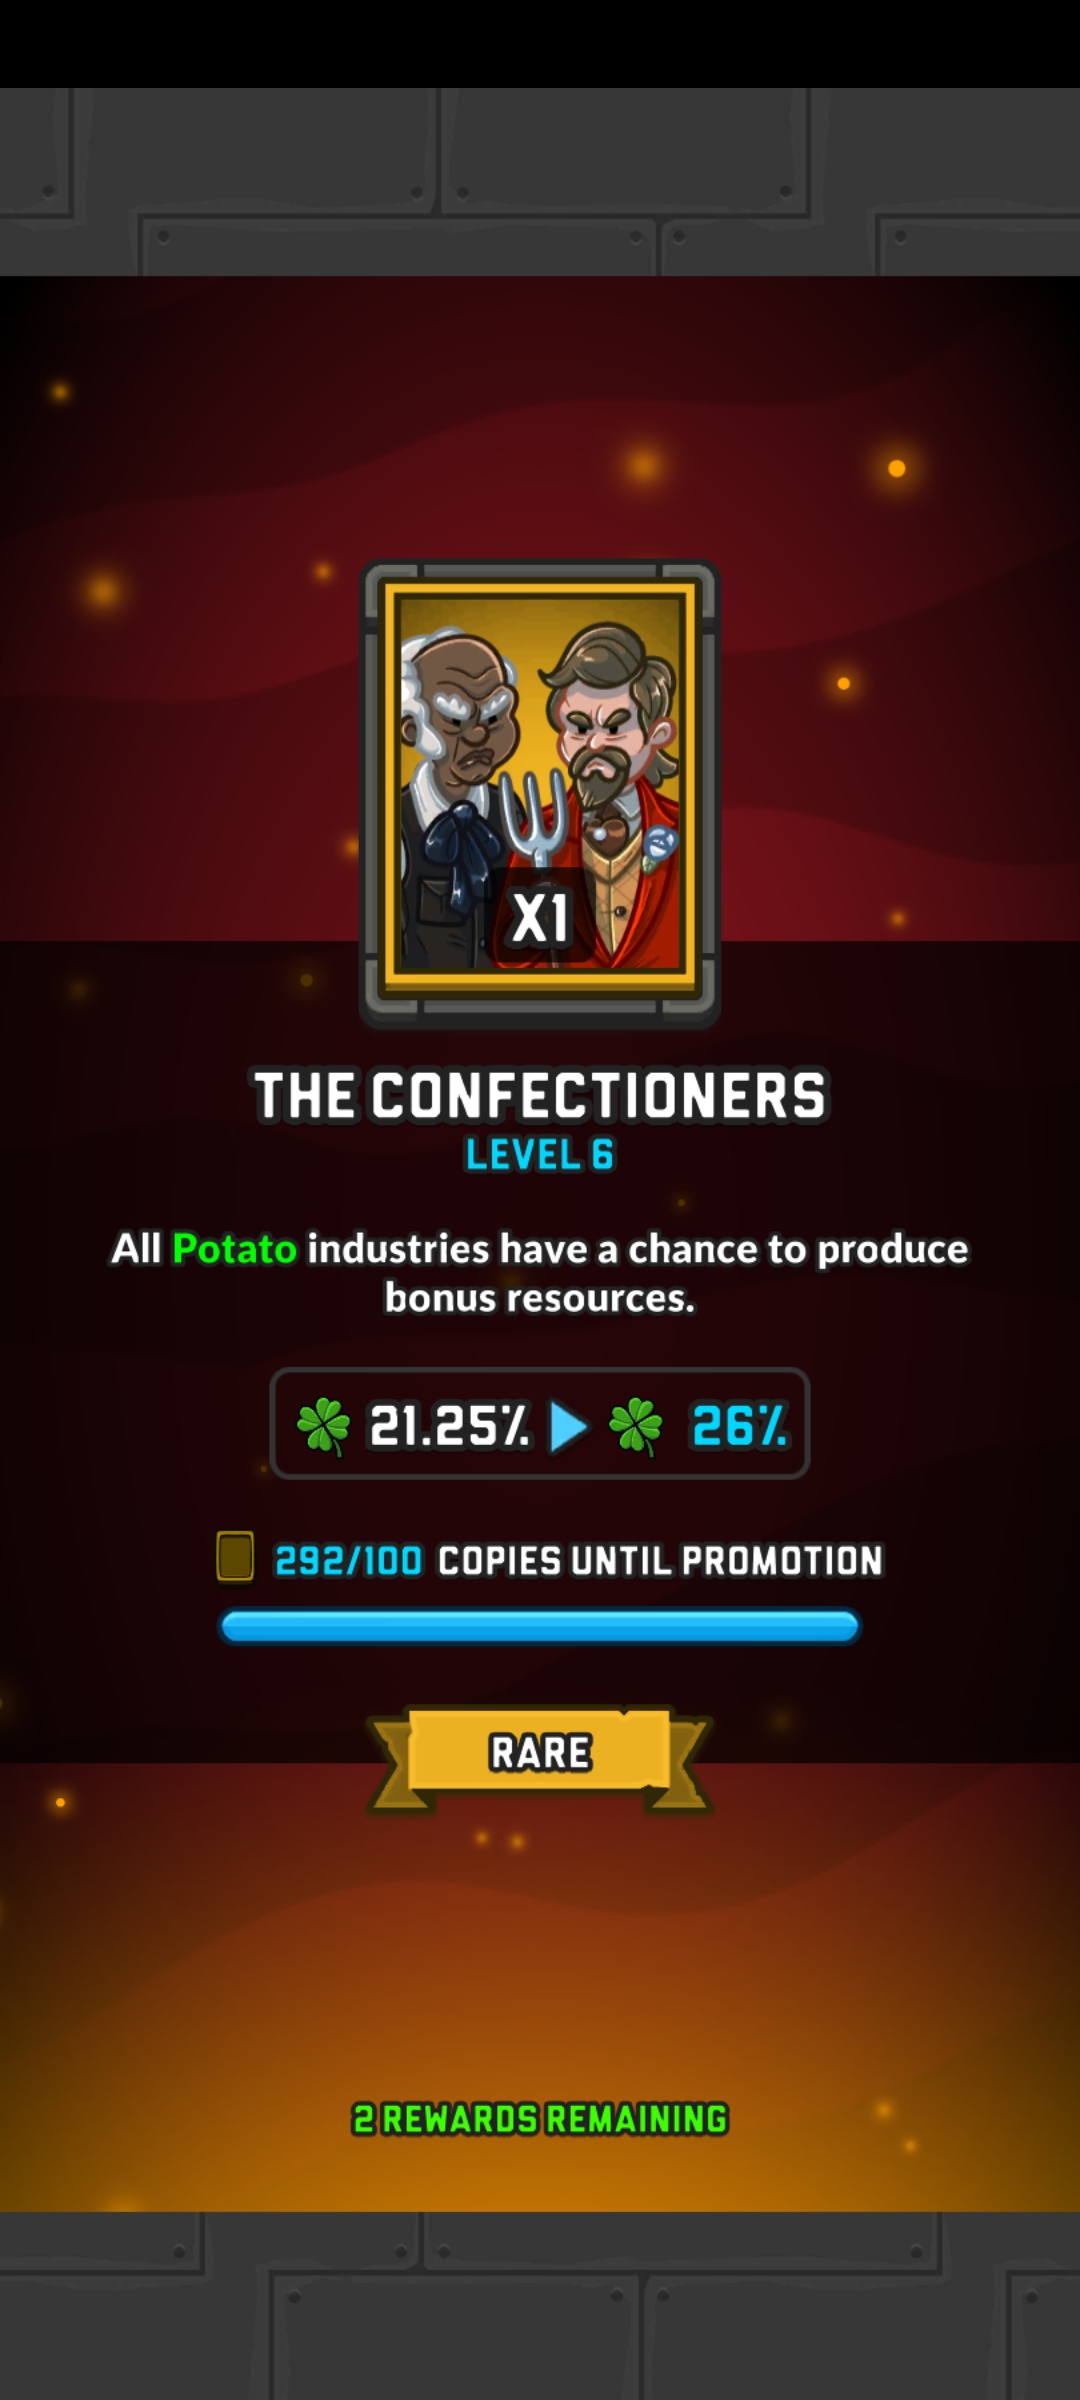 X1
THE CONFECTIONERS
LEVEL 6
All Potato industries have a chance to produce
bonus resources.
21.25% 26%
292/100 COPIES UNTIL PROMOTION
RARE
2 REWARDS REMAINING